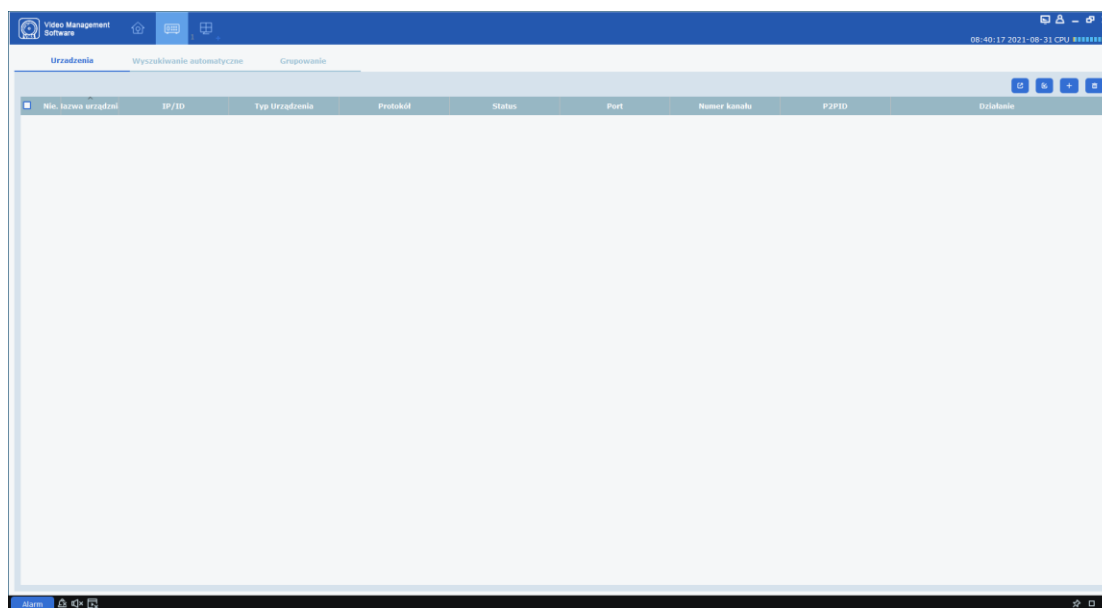 Video Management
Software
08:40:17 2021-08-31 CPU
Urzadzenia Wyszukiwanie automatyczne Grupowanie
Nie. lazwa urządzni IP/ID Typ Urządzenia Protokół Status Port Numer kanału P2PID Działanie
Alarm